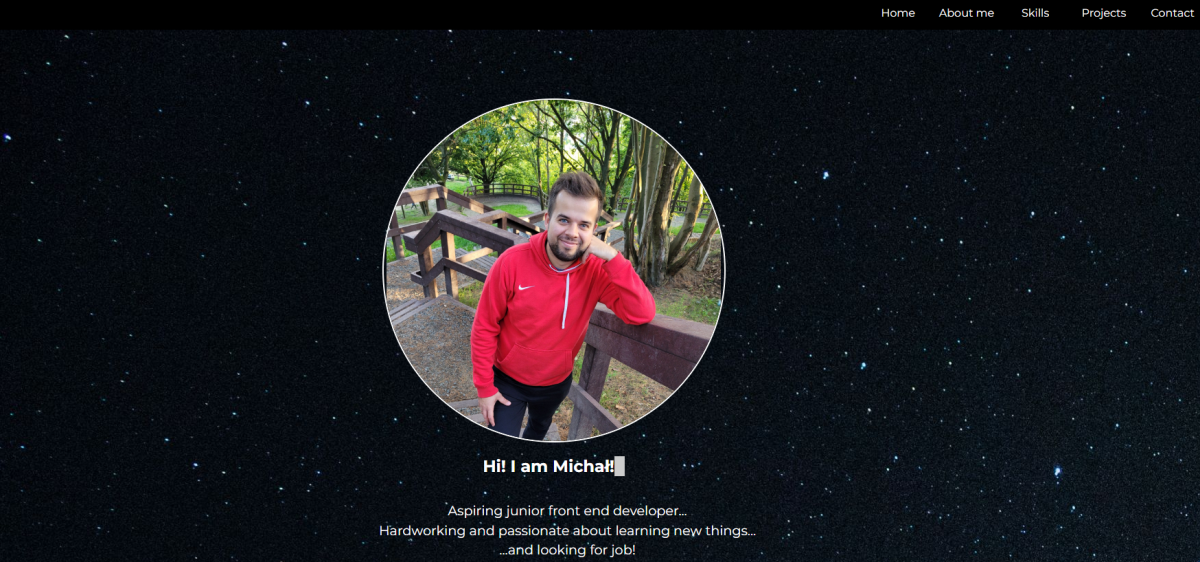 Home About me Skills Projects Contact
Hi! I am Michał!
Aspiring junior front end developer...
Hardworking and passionate about learning new things...
...and looking for job!